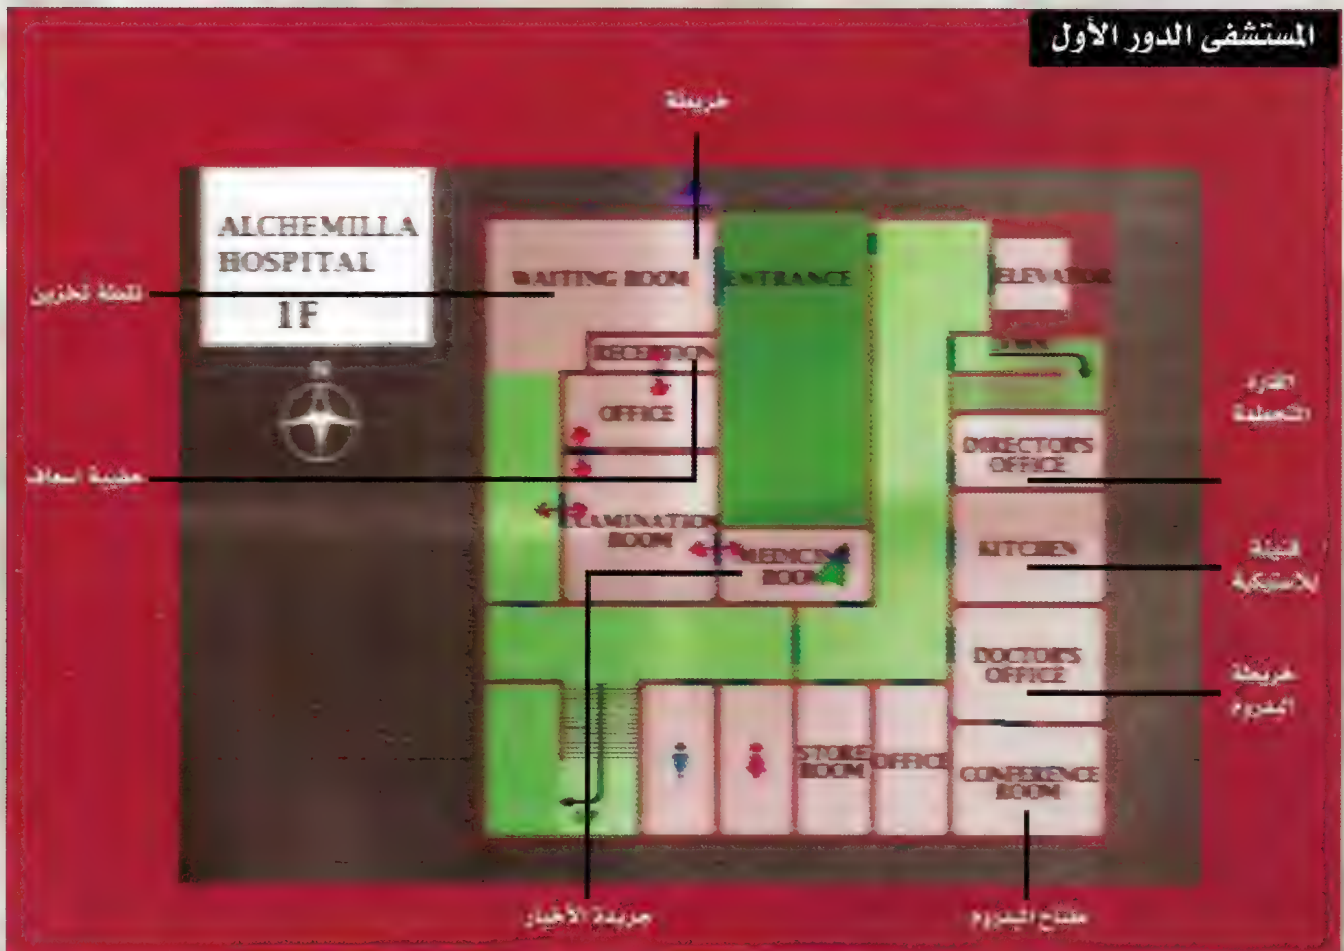 المستشفى الدور الأول
خريطة
ALCHEMILLA
HOSPITAL
1F
WAITING ROOM
ENTRANCE
ELEVATOR
نقطة تخزين
RECEPTION
OFFICE
DIRECTOR'S
OFFICE
حقيبة اسعاف
EXAMINATION
ROOM
MEDICINE
ROOM
KITCHEN
DOCTOR'S
OFFICE
خريطة
البدروم
STORE
ROOM
OFFICE
CONFERENCE
ROOM
جريدة الأخبار
مفتاح البدروم